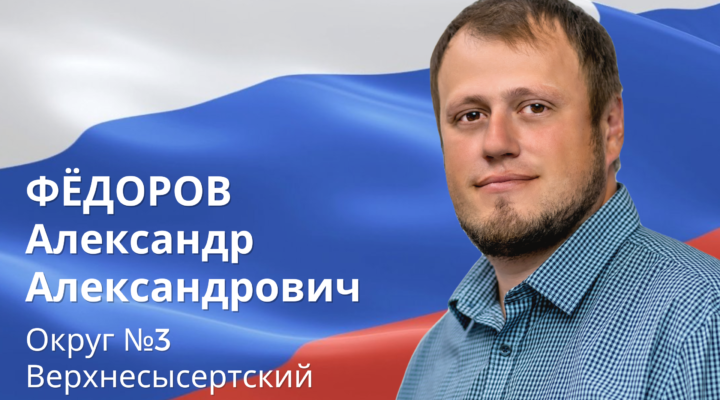 ФЁДОРОВ
Александр
Александрович
Округ №3
Верхнесысертский